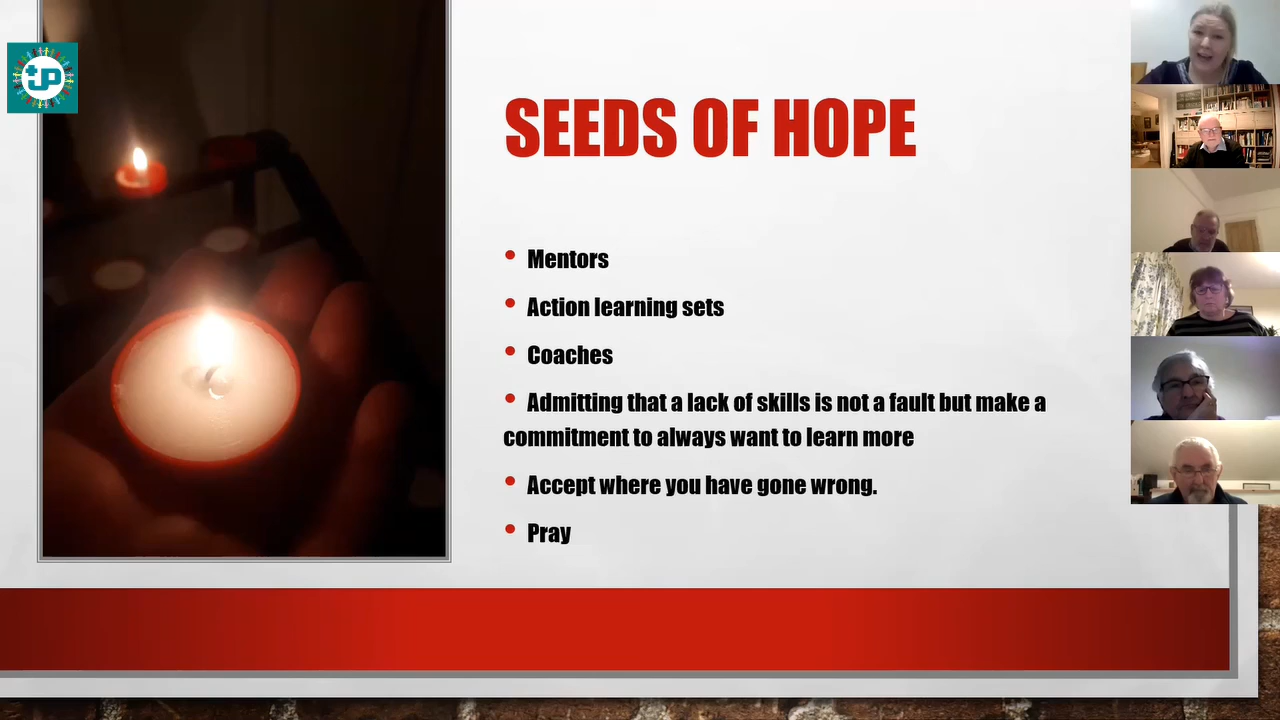 SEEDS OF HOPE
• Mentors
• Action learning sets
• Coaches
• Admitting that a lack of skills is not a fault but make a
commitment to always want to learn more
• Accept where you have gone wrong.
• Pray